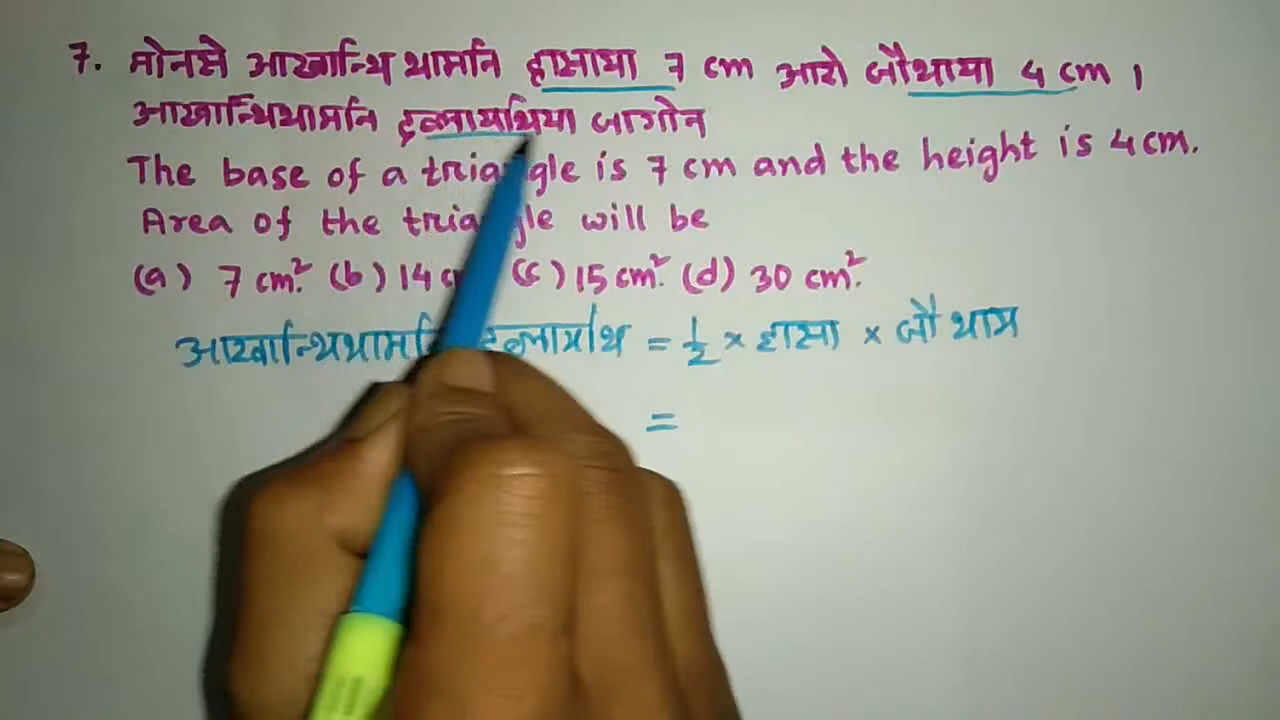 7. मोनसे आखान्थि थामनि हासाया 7 cm आरो जौथाया 4 cm ।
आखान्थिथामनि दब्लायथिया जागोन
The base of a triangle is 7 cm and the height is 4 cm.
Area of the triangle will be
(a) 7 cm². (b) 14 (c) 15 cm². (d) 30 cm².
= 1/2 × हासा × जौ थाय
=